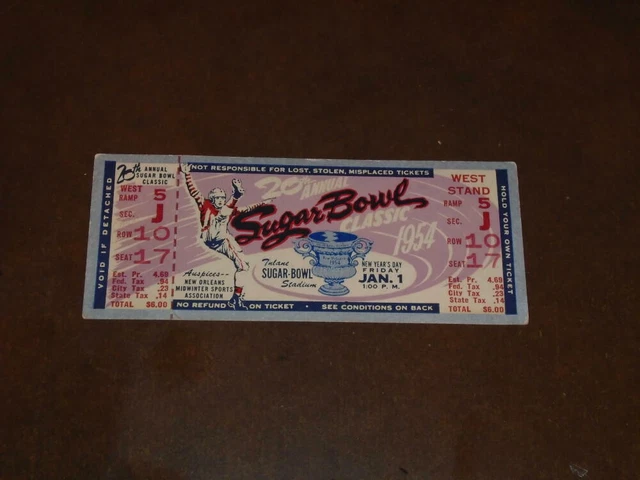 VOID IF DETACHED
20th ANNUAL
SUGAR BOWL
CLASSIC
WEST
RAMP 5
SEC. J
ROW 10
SEAT 17
Est. Pr. 4.69
Fed. Tax .94
City Tax .23
State Tax .14
TOTAL $6.00
NOT RESPONSIBLE FOR LOST, STOLEN, MISPLACED TICKETS
20th
ANNUAL
Sugar Bowl
CLASSIC
1954
Tulane
SUGAR-BOWL
Stadium
NEW YEAR'S DAY
FRIDAY
JAN. 1
1:00 P. M.
Auspices--
NEW ORLEANS
MIDWINTER SPORTS
ASSOCIATION
NO REFUND ON TICKET • SEE CONDITIONS ON BACK
WEST
STAND
RAMP 5
SEC. J
ROW 10
SEAT 17
Est. Pr. 4.69
Fed. Tax .94
City Tax .23
State Tax .14
TOTAL $6.00
HOLD YOUR OWN TICKET